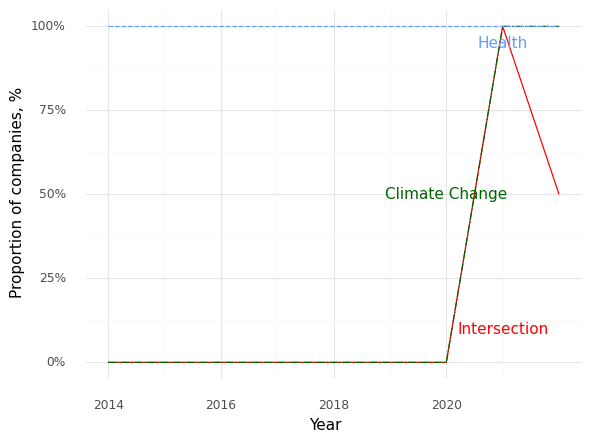 100%
Health
75%
Proportion of companies, %
50%
Climate Change
25%
Intersection
0%
2014 2016 2018 2020
Year